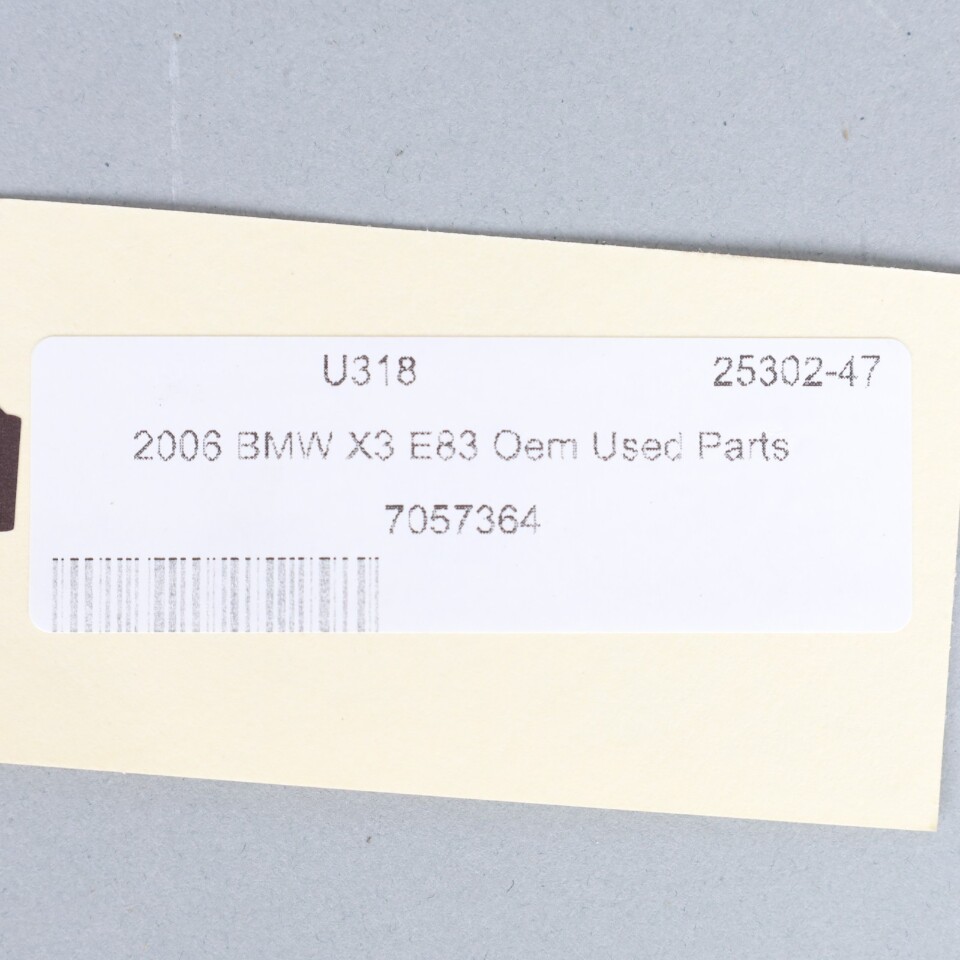 U318 25302-47
2006 BMW X3 E83 Oem Used Parts
7057364